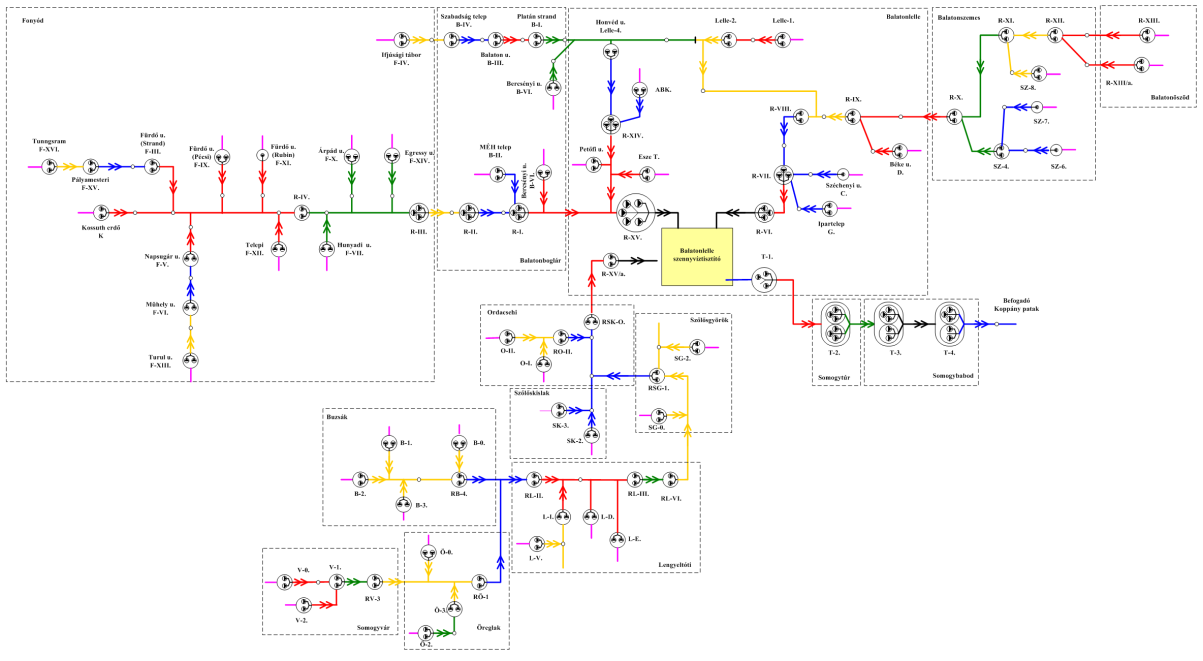 Fonyód
Ifjúsági tábor
F-IV.
Tunngsram
F-XVI.
Pályamesteri
F-XV.
Fürdő u.
(Strand)
F-III.
Fürdő u.
(Pécsi)
F-IX.
Fürdő u.
(Rubin)
F-XI.
Árpád u.
F-X.
Egressy u.
F-XIV.
Kossuth erdő
K
R-IV.
R-III.
Napsugár u.
F-V.
Telepi
F-XII.
Hunyadi u.
F-VII.
Műhely u.
F-VI.
Turul u.
F-XIII.
Szabadság telep
B-IV.
Platán strand
B-I.
Balaton u.
B-III.
Bercsényi u.
B-VI.
MÉH telep
B-II.
Bercsényi u.
B-VI.
R-II.
R-I.
Balatonboglár
Honvéd u.
Lelle-4.
Lelle-2.
Lelle-1.
Balatonlelle
ABK.
R-XIV.
Petőfi u.
Esze T.
R-XV.
R-VIII.
R-IX.
R-VII.
Béke u.
D.
Széchenyi u.
C.
Ipartelep
G.
R-VI.
Balatonlelle
szennyvíztisztító
R-XV/a.
T-1.
Balatonszemes
R-XI.
R-XII.
R-XIII.
R-XIII/a.
Balatonőszöd
SZ-8.
R-X.
SZ-7.
SZ-4.
SZ-6.
Befogadó
Koppány patak
T-2.
T-3.
T-4.
Somogytúr
Somogybabod
Ordacsehi
RSK-O.
O-II.
RO-II.
O-I.
Szőlősgyörök
SG-2.
RSG-1.
SG-0.
Szőlőskislak
SK-3.
SK-2.
Buzsák
B-1.
B-0.
B-2.
RB-4.
B-3.
RL-II.
RL-III.
RL-VI.
L-I.
L-D.
L-E.
L-V.
Lengyeltóti
V-0.
V-1.
RV-3
V-2.
Somogyvár
Ö-0.
RÖ-1
Ö-3.
Ö-2.
Öreglak